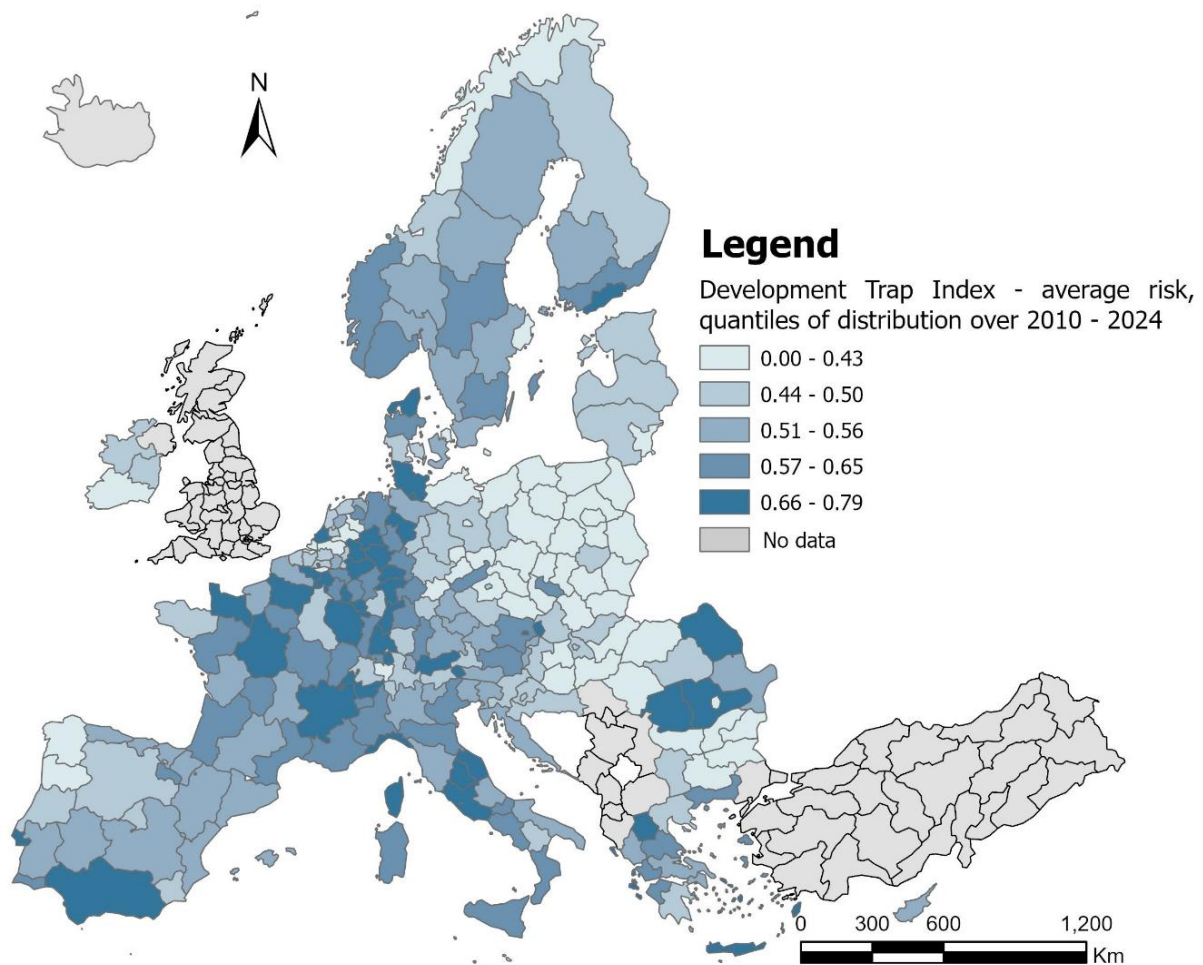 N
Legend
Development Trap Index - average risk,
quantiles of distribution over 2010 - 2024
0.00 - 0.43
0.44 - 0.50
0.51 - 0.56
0.57 - 0.65
0.66 - 0.79
No data
0 300 600 1,200
Km